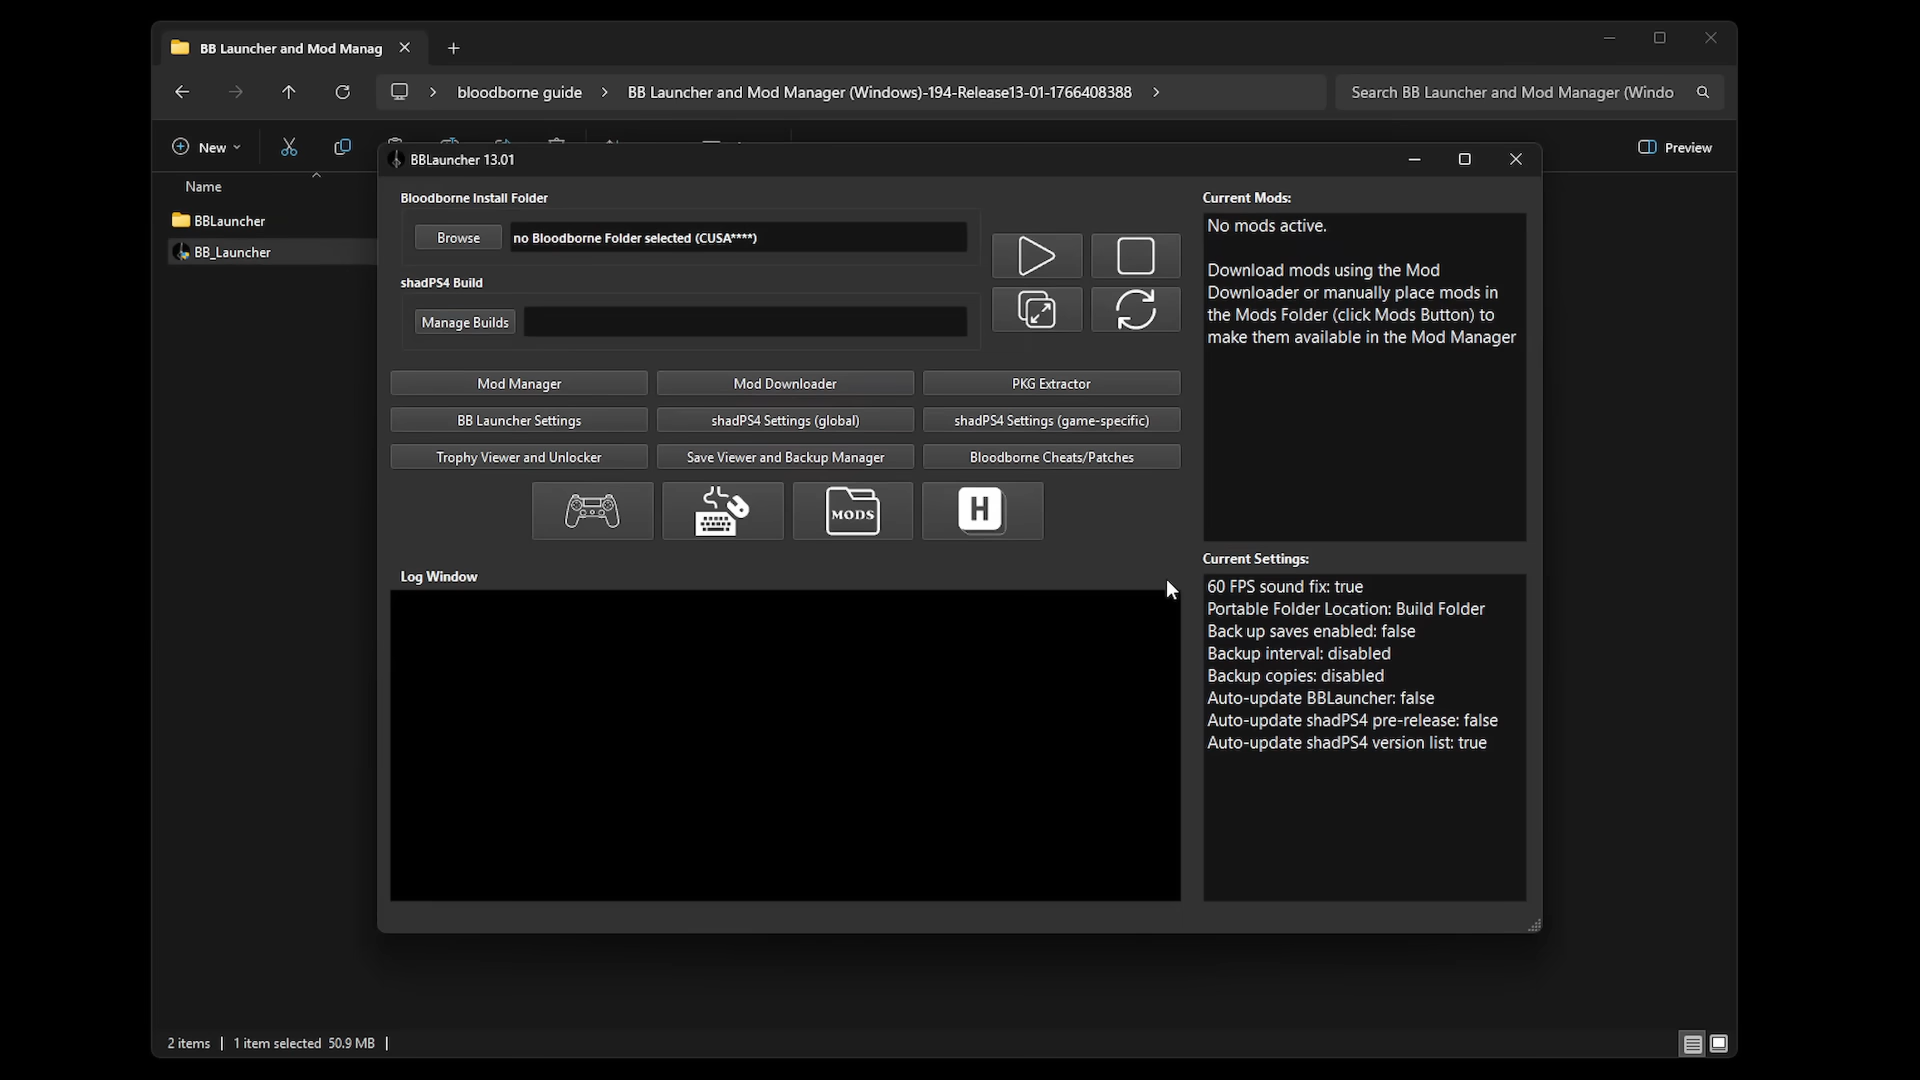 BB Launcher and Mod Manag
bloodborne guide > BB Launcher and Mod Manager (Windows)-194-Release13-01-1766408388 >
Search BB Launcher and Mod Manager (Windo
New
Preview
Name
BBLauncher
BB_Launcher
BBLauncher 13.01
Bloodborne Install Folder
Browse
no Bloodborne Folder selected (CUSA****)
shadPS4 Build
Manage Builds
Mod Manager
Mod Downloader
PKG Extractor
BB Launcher Settings
shadPS4 Settings (global)
shadPS4 Settings (game-specific)
Trophy Viewer and Unlocker
Save Viewer and Backup Manager
Bloodborne Cheats/Patches
MODS
H
Log Window
Current Mods:
No mods active.
Download mods using the Mod
Downloader or manually place mods in
the Mods Folder (click Mods Button) to
make them available in the Mod Manager
Current Settings:
60 FPS sound fix: true
Portable Folder Location: Build Folder
Back up saves enabled: false
Backup interval: disabled
Backup copies: disabled
Auto-update BBLauncher: false
Auto-update shadPS4 pre-release: false
Auto-update shadPS4 version list: true
2 items
1 item selected 50.9 MB